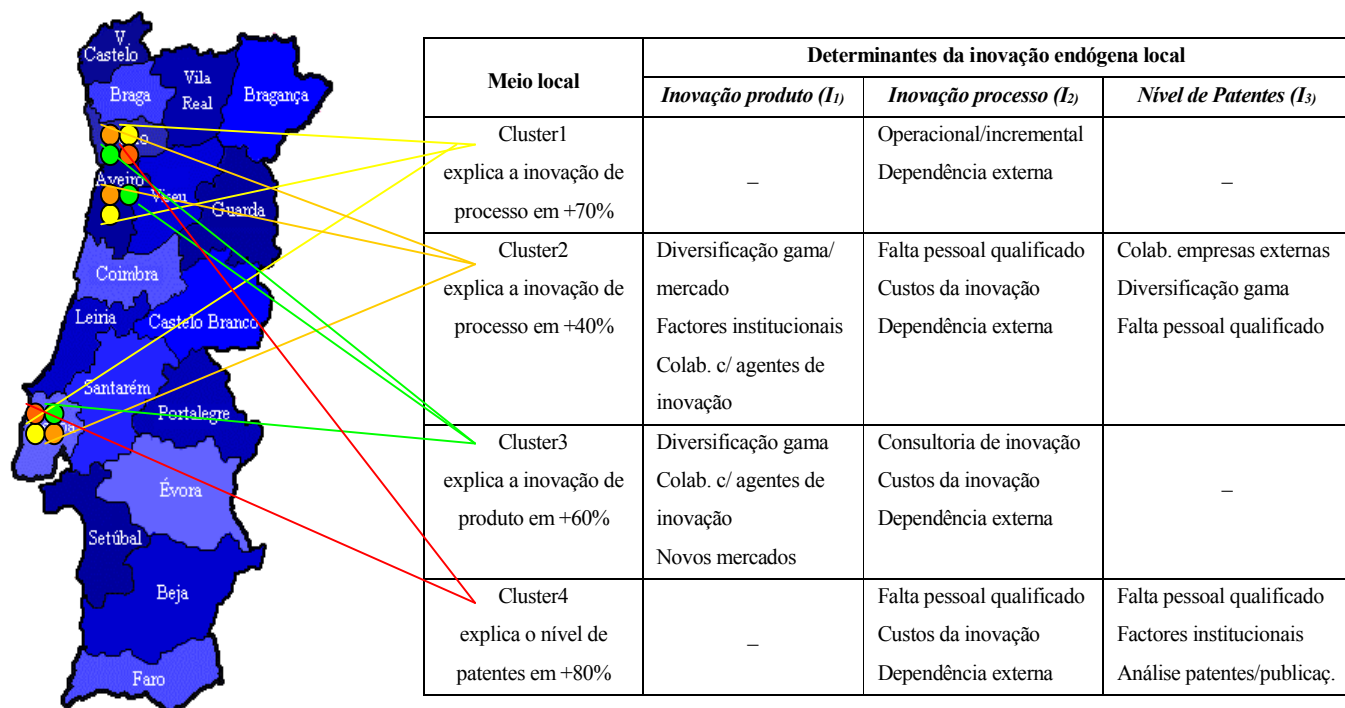 V
Castelo
Braga
Vila
Real
Bragança
o
Aveiro
Viseu
Guarda
Coimbra
Leiria
Castelo Branco
Santarém
Portalegre
Évora
Setúbal
Beja
Faro
Meio local
Determinantes da inovação endógena local
Inovação produto (I₁)
Inovação processo (I₂)
Nível de Patentes (I₃)
Cluster1
explica a inovação de
processo em +70%
–
Operacional/incremental
Dependência externa
–
Cluster2
explica a inovação de
processo em +40%
Diversificação gama/
mercado
Factores institucionais
Colab. c/ agentes de
inovação
Falta pessoal qualificado
Custos da inovação
Dependência externa
Colab. empresas externas
Diversificação gama
Falta pessoal qualificado
Cluster3
explica a inovação de
produto em +60%
Diversificação gama
Colab. c/ agentes de
inovação
Novos mercados
Consultoria de inovação
Custos da inovação
Dependência externa
–
Cluster4
explica o nível de
patentes em +80%
–
Falta pessoal qualificado
Custos da inovação
Dependência externa
Falta pessoal qualificado
Factores institucionais
Análise patentes/publicaç.